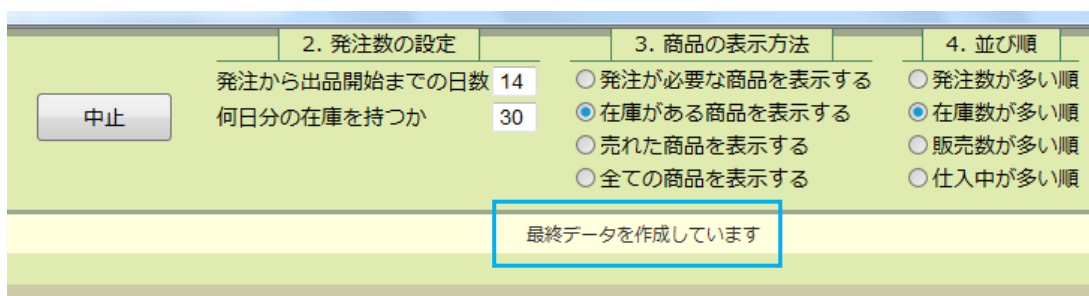 2. 発注数の設定
3. 商品の表示方法
4. 並び順
発注から出品開始までの日数 14
発注が必要な商品を表示する
発注数が多い順
中止
何日分の在庫を持つか 30
在庫がある商品を表示する
在庫数が多い順
売れた商品を表示する
販売数が多い順
全ての商品を表示する
仕入中が多い順
最終データを作成しています